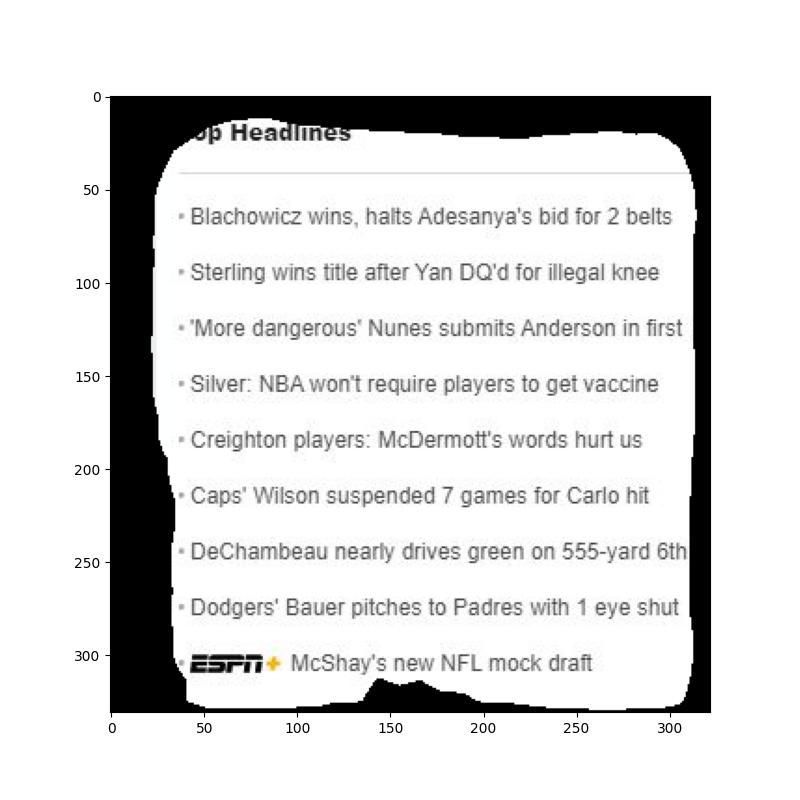 Headlines
Blachowicz wins, halts Adesanya's bid for 2 belts
Sterling wins title after Yan DQ'd for illegal knee
'More dangerous' Nunes submits Anderson in first
Silver: NBA won't require players to get vaccine
Creighton players: McDermott's words hurt us
Caps' Wilson suspended 7 games for Carlo hit
DeChambeau nearly drives green on 555-yard 6th
Dodgers' Bauer pitches to Padres with 1 eye shut
ESPN+ McShay's new NFL mock draft
0
50
100
150
200
250
300
0 50 100 150 200 250 300